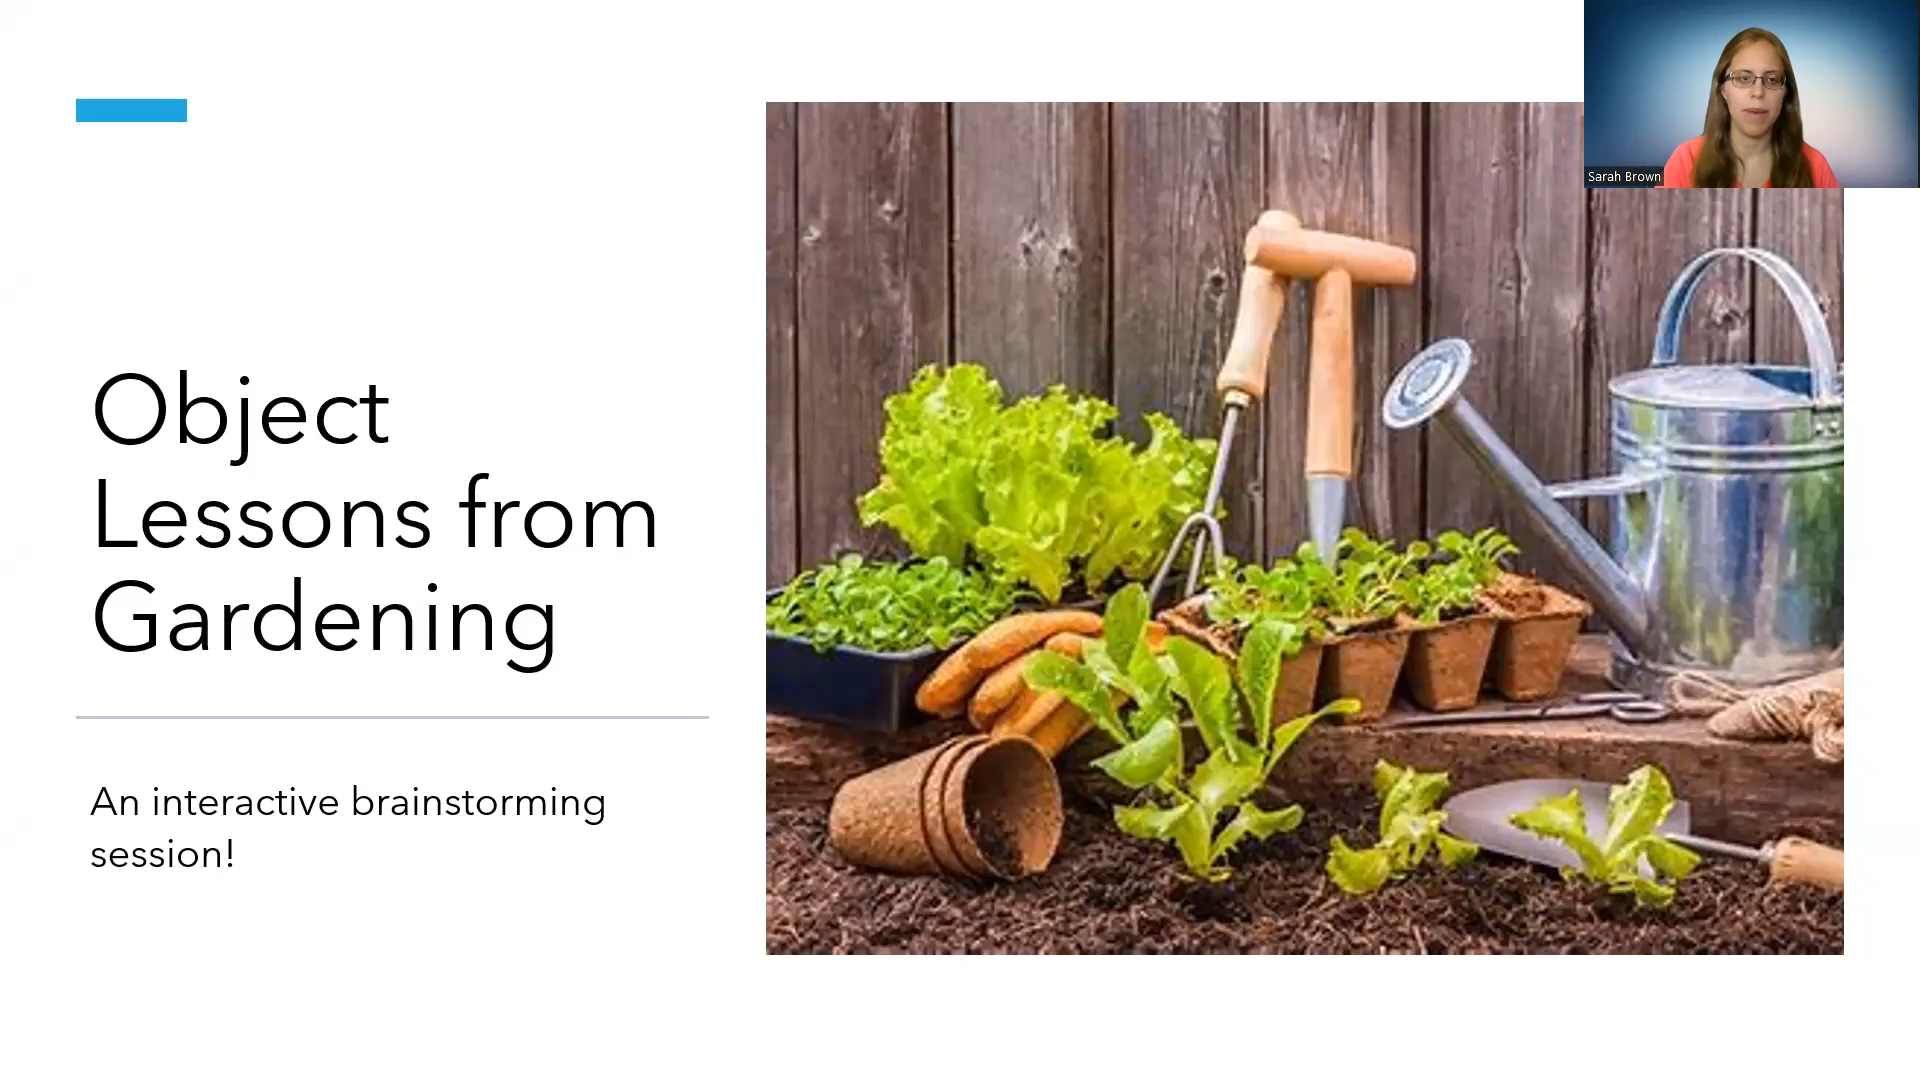 Sarah Brown
Object
Lessons from
Gardening
An interactive brainstorming
session!